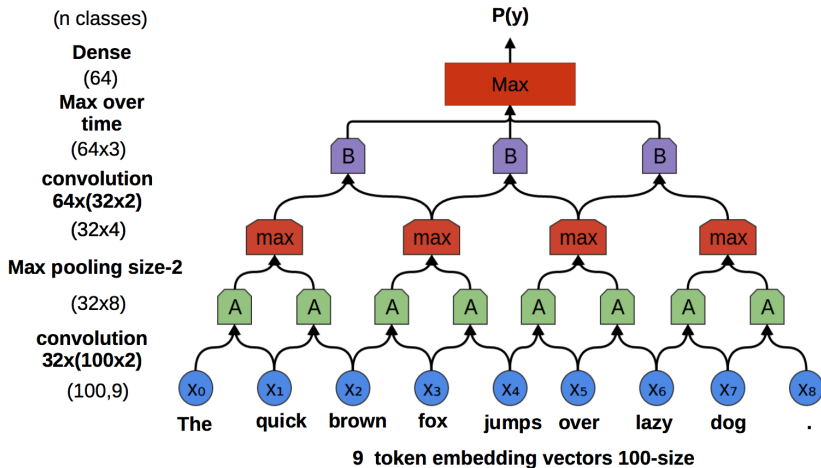 (n classes)
P(y)
Dense
(64)
Max
Max over
time
(64x3)
B B B
convolution
64x(32x2)
(32x4)
max max max max
Max pooling size-2
(32x8)
A A A A A A A A
convolution
32x(100x2)
(100,9)
x₀ x₁ x₂ x₃ x₄ x₅ x₆ x₇ x₈
The quick brown fox jumps over lazy dog .
9 token embedding vectors 100-size